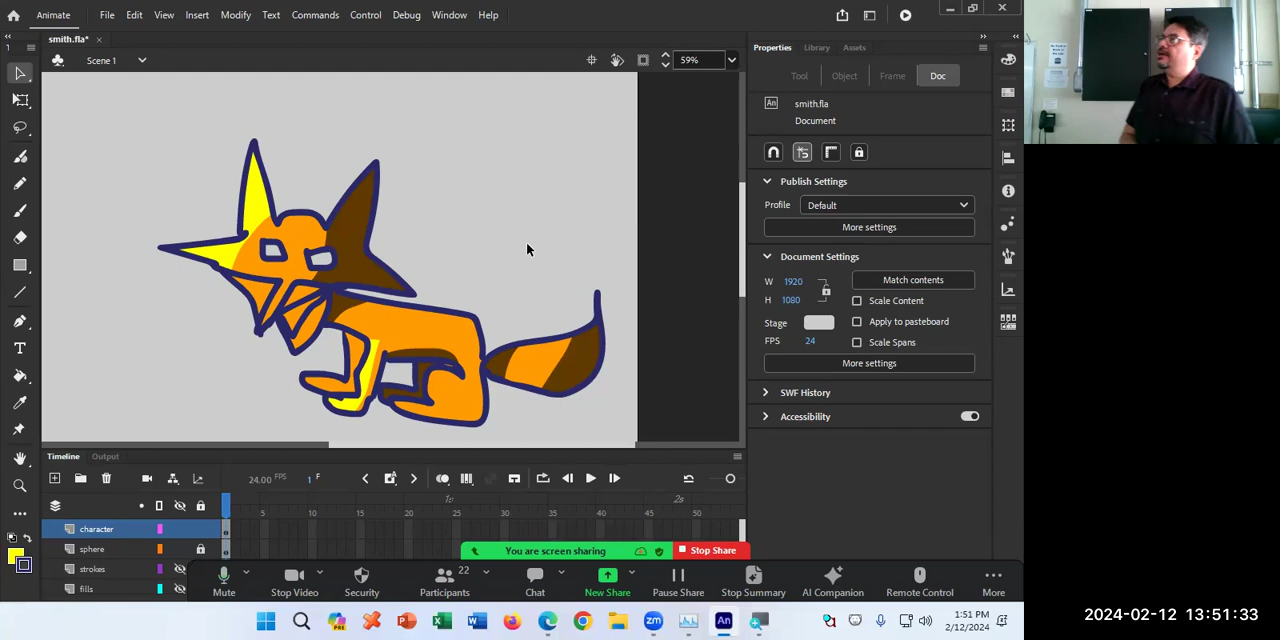 Animate File Edit View Insert Modify Text Commands Control Debug Window Help
smith.fla* ×
Scene 1 59%
Properties Library Assets
Tool Object Frame Doc
An smith.fla
Document
Publish Settings
Profile Default
More settings
Document Settings
W 1920 Match contents
H 1080 Scale Content
Stage Apply to pasteboard
FPS 24 Scale Spans
More settings
SWF History
Accessibility
Timeline Output
24.00 FPS 1 F
1s 2s
5 10 15 20 25 30 35 40 45 50
character
sphere
strokes
fills
You are screen sharing Stop Share
Mute Stop Video Security Participants 22 Chat New Share Pause Share Stop Summary AI Companion Remote Control More
1:51 PM
2/12/2024
2024-02-12 13:51:33